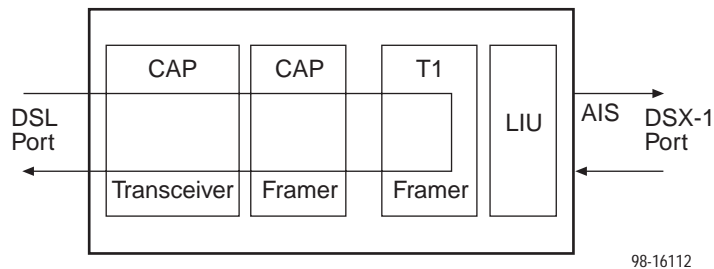 CAP
Transceiver
CAP
Framer
T1
Framer
LIU
DSL
Port
AIS
DSX-1
Port
98-16112